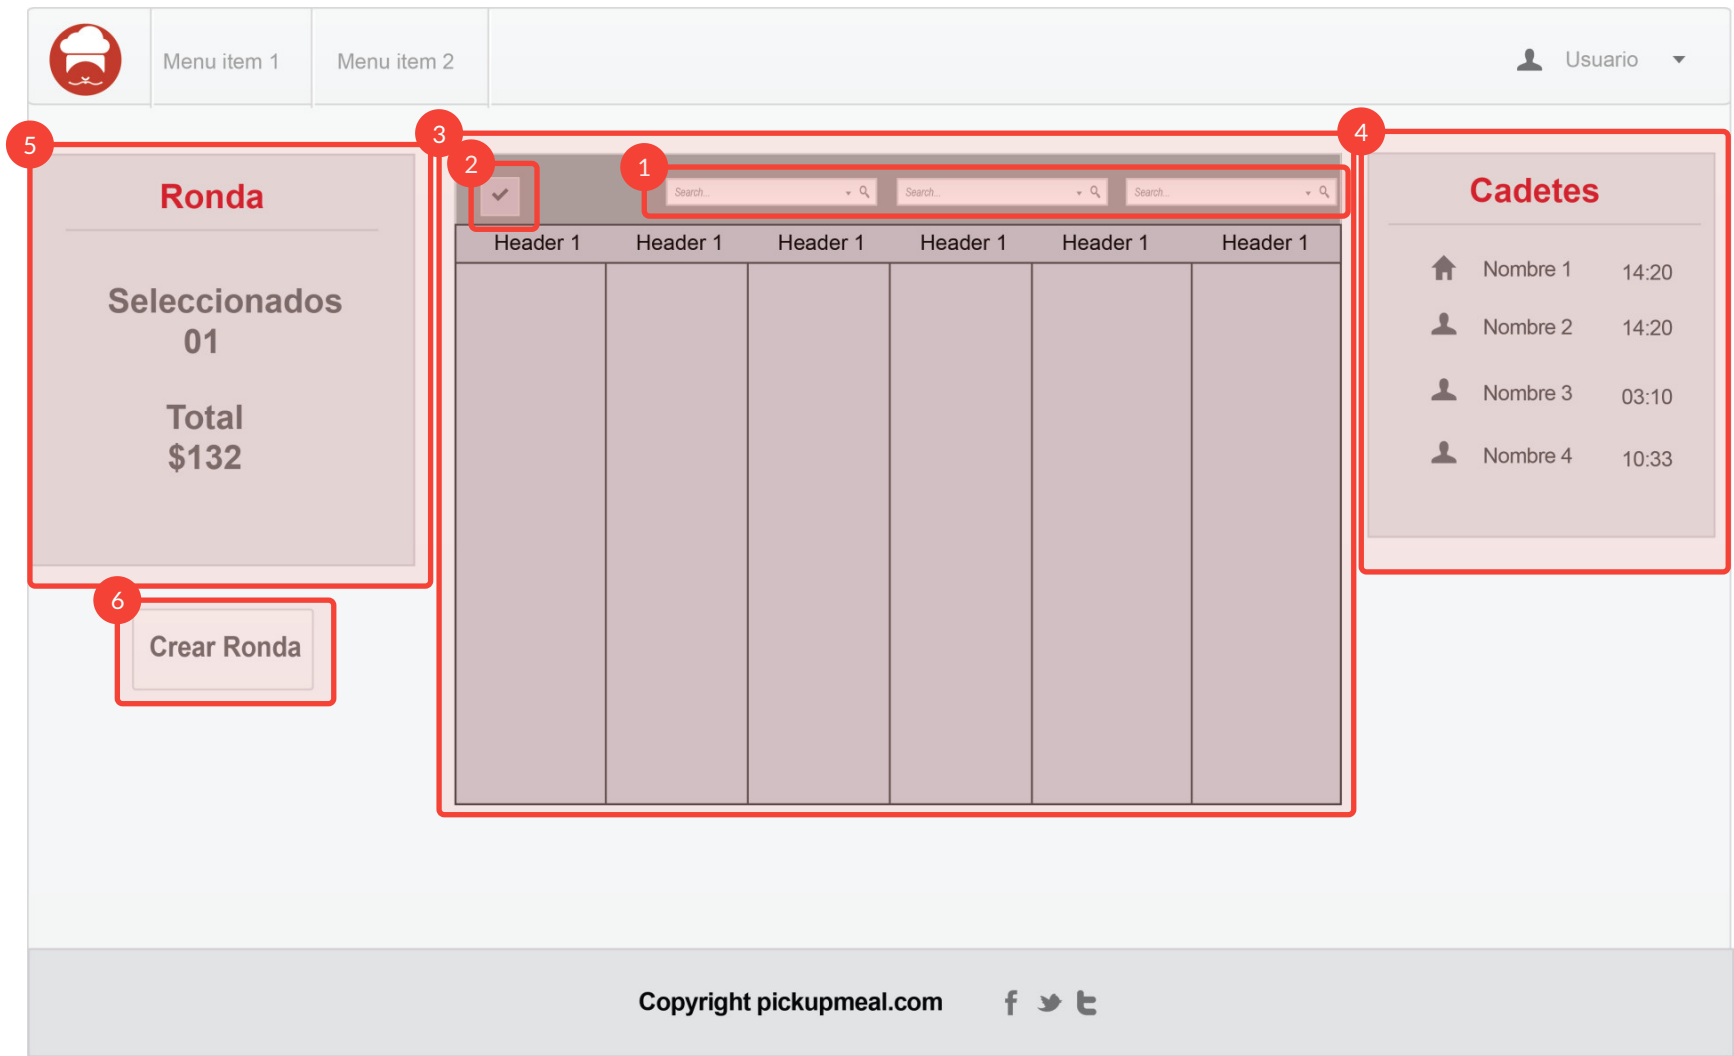 Menu item 1
Menu item 2
Usuario
5
Ronda
Seleccionados
01
Total
$132
6
Crear Ronda
3
2
1
Search...
Search...
Search...
Header 1
Header 1
Header 1
Header 1
Header 1
Header 1
4
Cadetes
Nombre 1 14:20
Nombre 2 14:20
Nombre 3 03:10
Nombre 4 10:33
Copyright pickupmeal.com